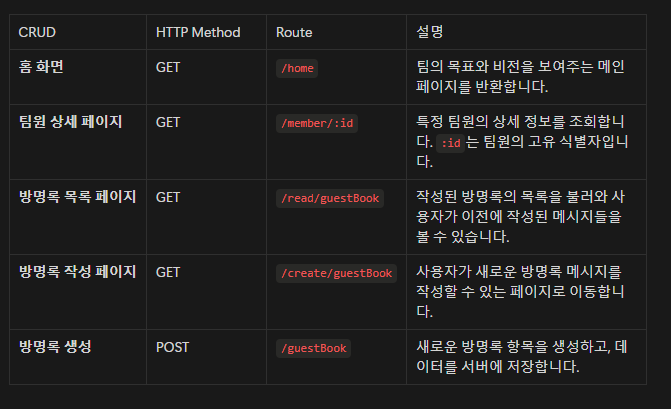 CRUD HTTP Method Route 설명
홈 화면 GET /home 팀의 목표와 비전을 보여주는 메인
페이지를 반환합니다.
팀원 상세 페이지 GET /member/:id 특정 팀원의 상세 정보를 조회합니
다. :id 는 팀원의 고유 식별자입니
다.
방명록 목록 페이지 GET /read/guestBook 작성된 방명록의 목록을 불러와 사
용자가 이전에 작성된 메시지들을
볼 수 있습니다.
방명록 작성 페이지 GET /create/guestBook 사용자가 새로운 방명록 메시지를
작성할 수 있는 페이지로 이동합니
다.
방명록 생성 POST /guestBook 새로운 방명록 항목을 생성하고, 데
이터를 서버에 저장합니다.